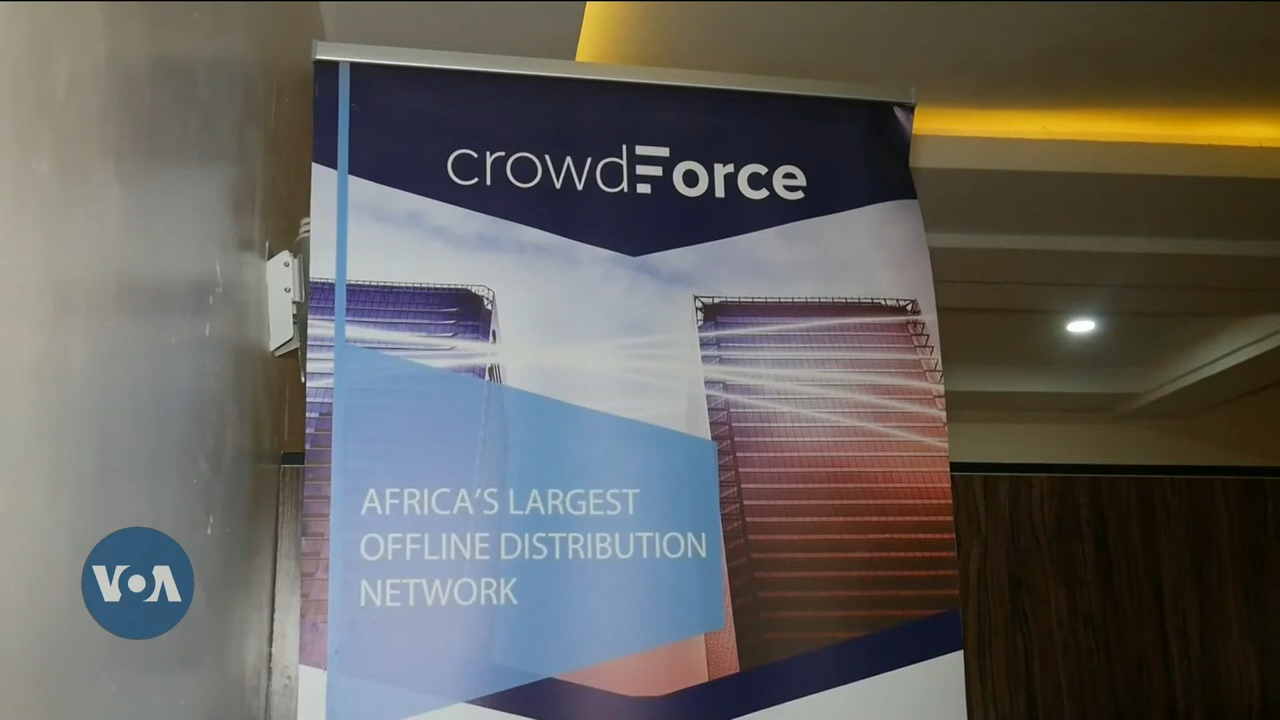 crowdForce
AFRICA'S LARGEST
OFFLINE DISTRIBUTION
NETWORK
VOA